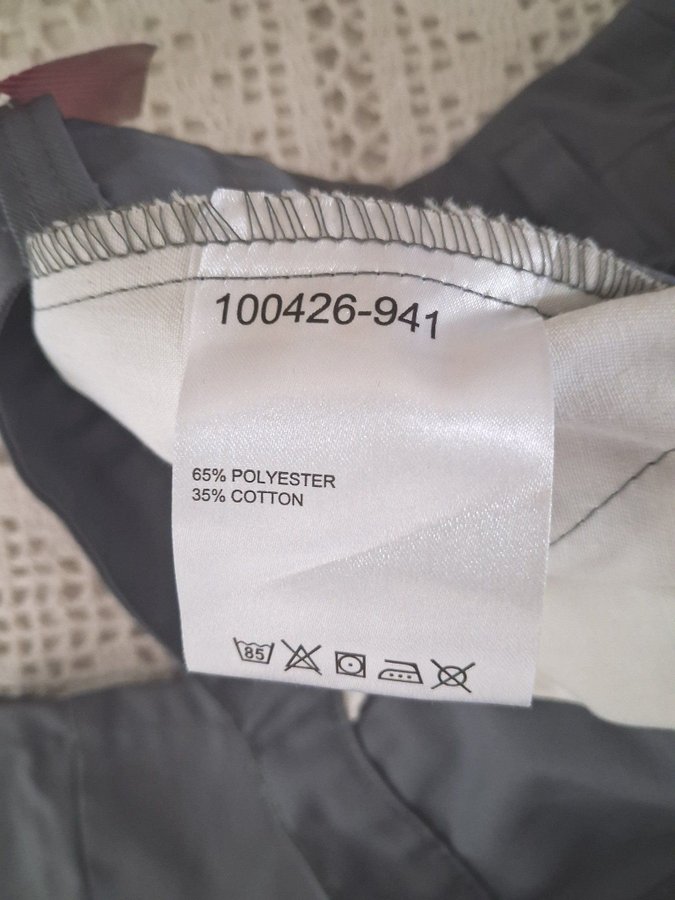 100426-941
65% POLYESTER
35% COTTON
85